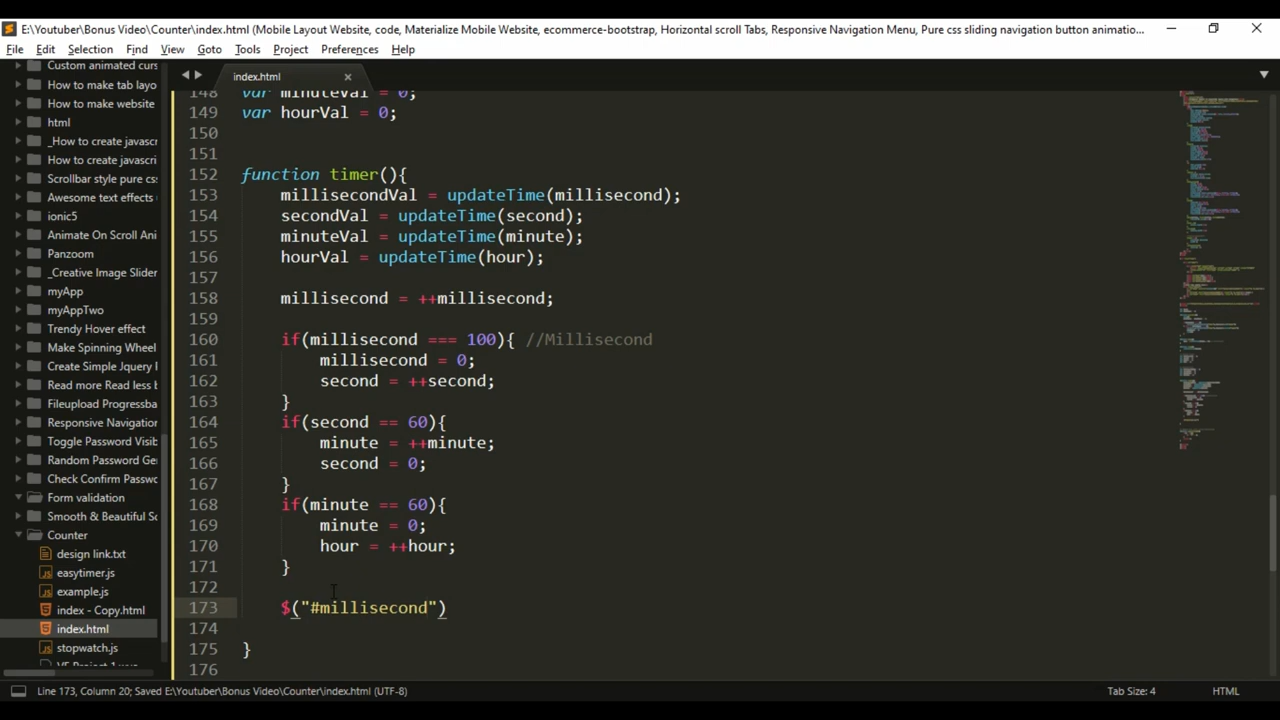 E:\Youtuber\Bonus Video\Counter\index.html (Mobile Layout Website, code, Materialize Mobile Website, ecommerce-bootstrap, Horizontal scroll Tabs, Responsive Navigation Menu, Pure css sliding navigation button animatio...
File Edit Selection Find View Goto Tools Project Preferences Help
index.html
Custom animated curs
How to make tab layo
How to make website
html
_How to create javasc
How to create javascri
Scrollbar style pure cs
Awesome text effects
ionic5
Animate On Scroll Ani
Panzoom
_Creative Image Slider
myApp
myAppTwo
Trendy Hover effect
Make Spinning Wheel
Create Simple Jquery I
Read more Read less b
Fileupload Progressba
Responsive Navigation
Toggle Password Visib
Random Password Ge
Check Confirm Passwo
Form validation
Smooth & Beautiful Sc
Counter
design link.txt
easytimer.js
example.js
index - Copy.html
index.html
stopwatch.js
148 var minuteVal = 0;
149 var hourVal = 0;
150
151
152 function timer(){
153 millisecondVal = updateTime(millisecond);
154 secondVal = updateTime(second);
155 minuteVal = updateTime(minute);
156 hourVal = updateTime(hour);
157
158 millisecond = ++millisecond;
159
160 if(millisecond === 100){ //Millisecond
161 millisecond = 0;
162 second = ++second;
163 }
164 if(second == 60){
165 minute = ++minute;
166 second = 0;
167 }
168 if(minute == 60){
169 minute = 0;
170 hour = ++hour;
171 }
172
173 $("#millisecond")
174
175 }
176
Line 173, Column 20; Saved E:\Youtuber\Bonus Video\Counter\index.html (UTF-8)
Tab Size: 4
HTML